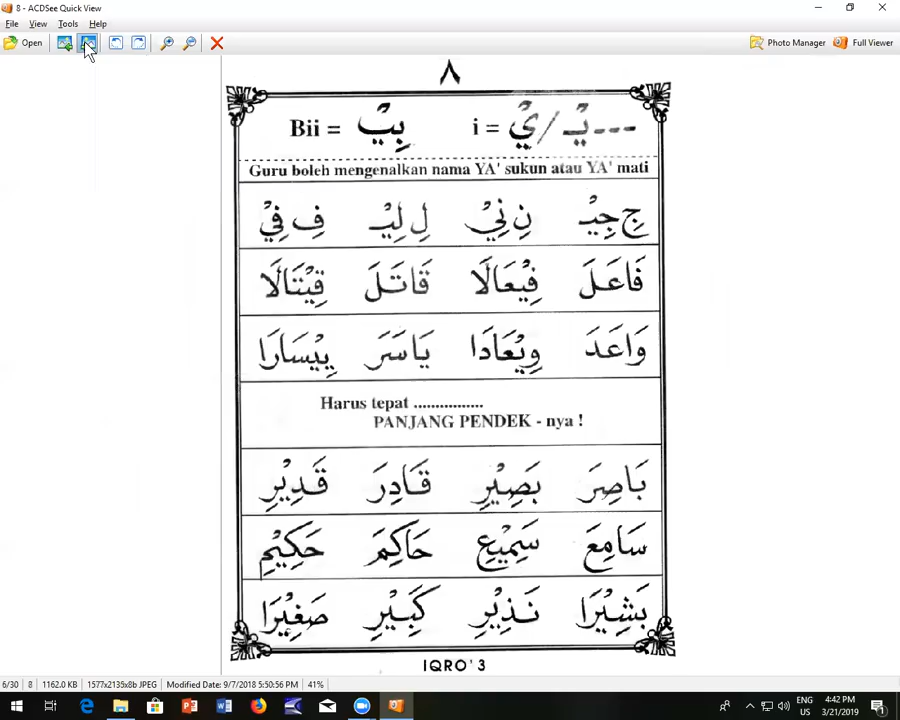 8 - ACDSee Quick View
File View Tools Help
Open
Photo Manager
Full Viewer
٨
Bii = بِيْ
i = يْ / يْـ ---
Guru boleh mengenalkan nama YA' sukun atau YA' mati
جِ جِيْـ نِ نِيْ لِ لِيْـ فِ فِيْ
فَاعَلَ فِيْعَالًا قَاتَلَ قِيْتَالًا
وَاعَدَ وِيْعَادَا يَاسَرَ يِيْسَارَا
Harus tepat ................
PANJANG PENDEK - nya !
بَاصِرَ بَصِيْرِ قَادِرَ قَدِيْرِ
سَامِعَ سَمِيْعِ حَاكِمَ حَكِيْمِ
بَشِيْرَا نَذِيْرِ كَبِيْرِ صَغِيْرَا
IQRO' 3
6/30 8 1162.0 KB 1577x2135x8b JPEG Modified Date: 9/7/2018 5:50:56 PM 41%
ENG 4:42 PM
US 3/21/2019